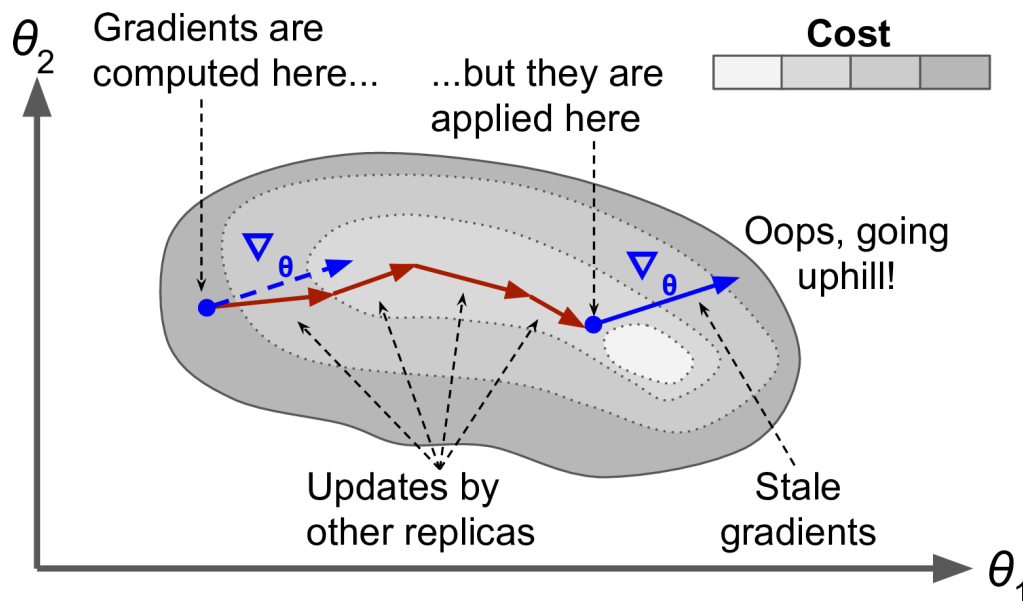 θ2
Gradients are
computed here...
...but they are
applied here
Cost
∇θ
∇θ
Oops, going
uphill!
Updates by
other replicas
Stale
gradients
θ1